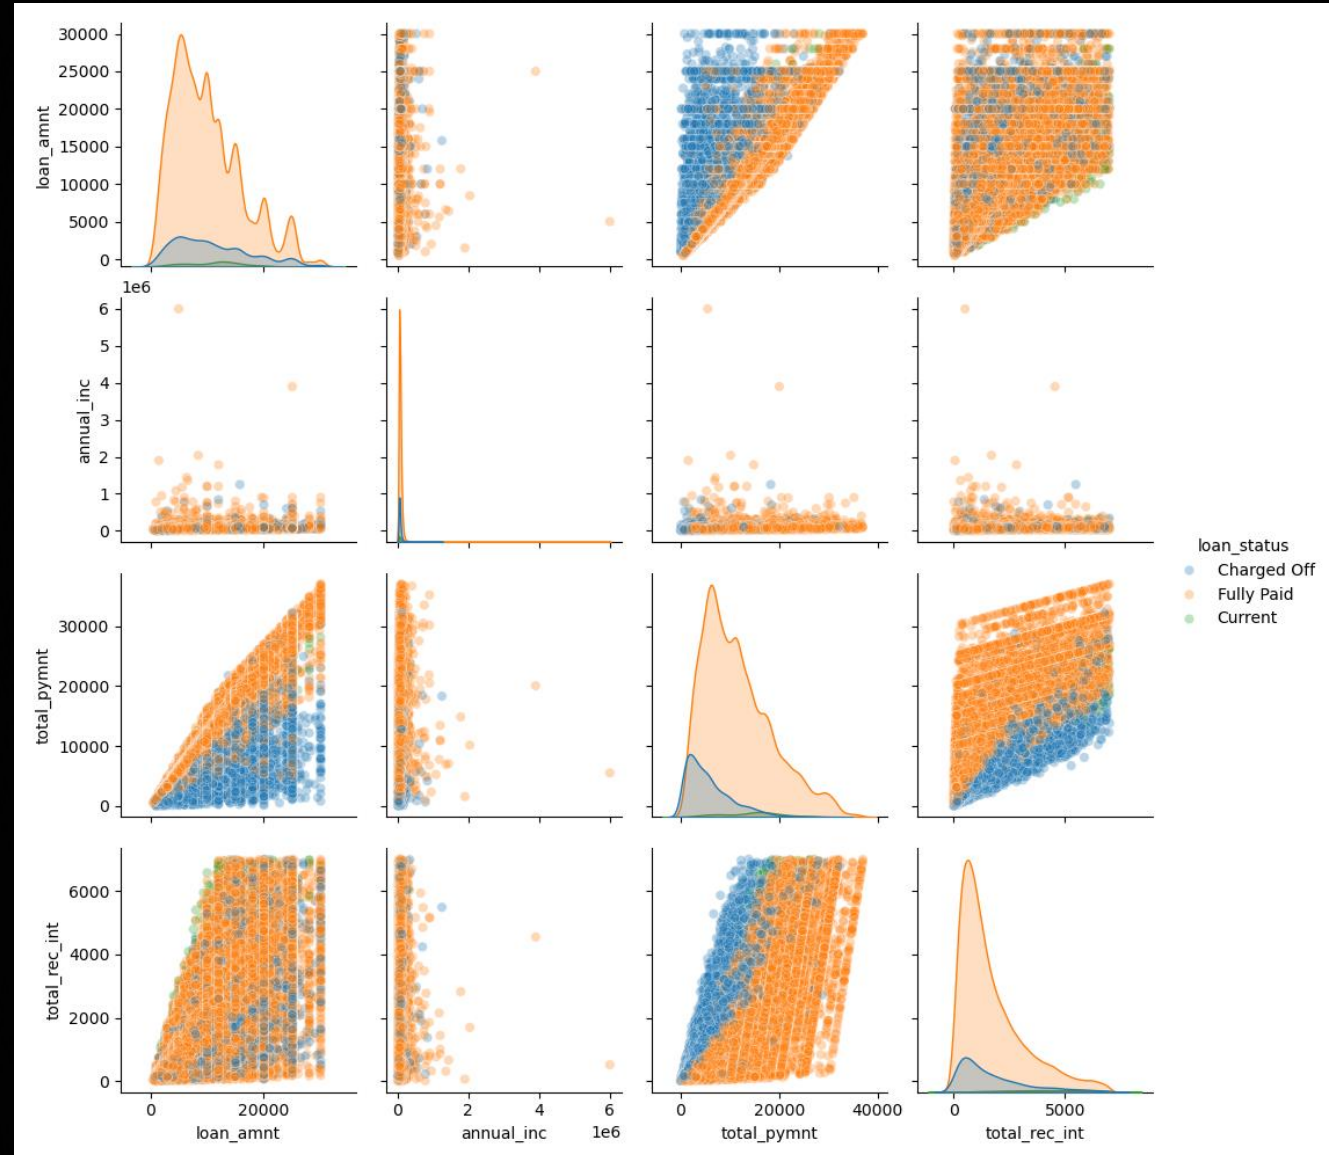 30000
25000
20000
15000
10000
5000
0
loan_amnt
1e6
6
5
4
3
2
1
0
annual_inc
loan_status
Charged Off
Fully Paid
Current
30000
20000
10000
0
total_pymnt
6000
4000
2000
0
total_rec_int
0 20000
0 2 4 6
0 20000 40000
0 5000
1e6
loan_amnt
annual_inc
total_pymnt
total_rec_int